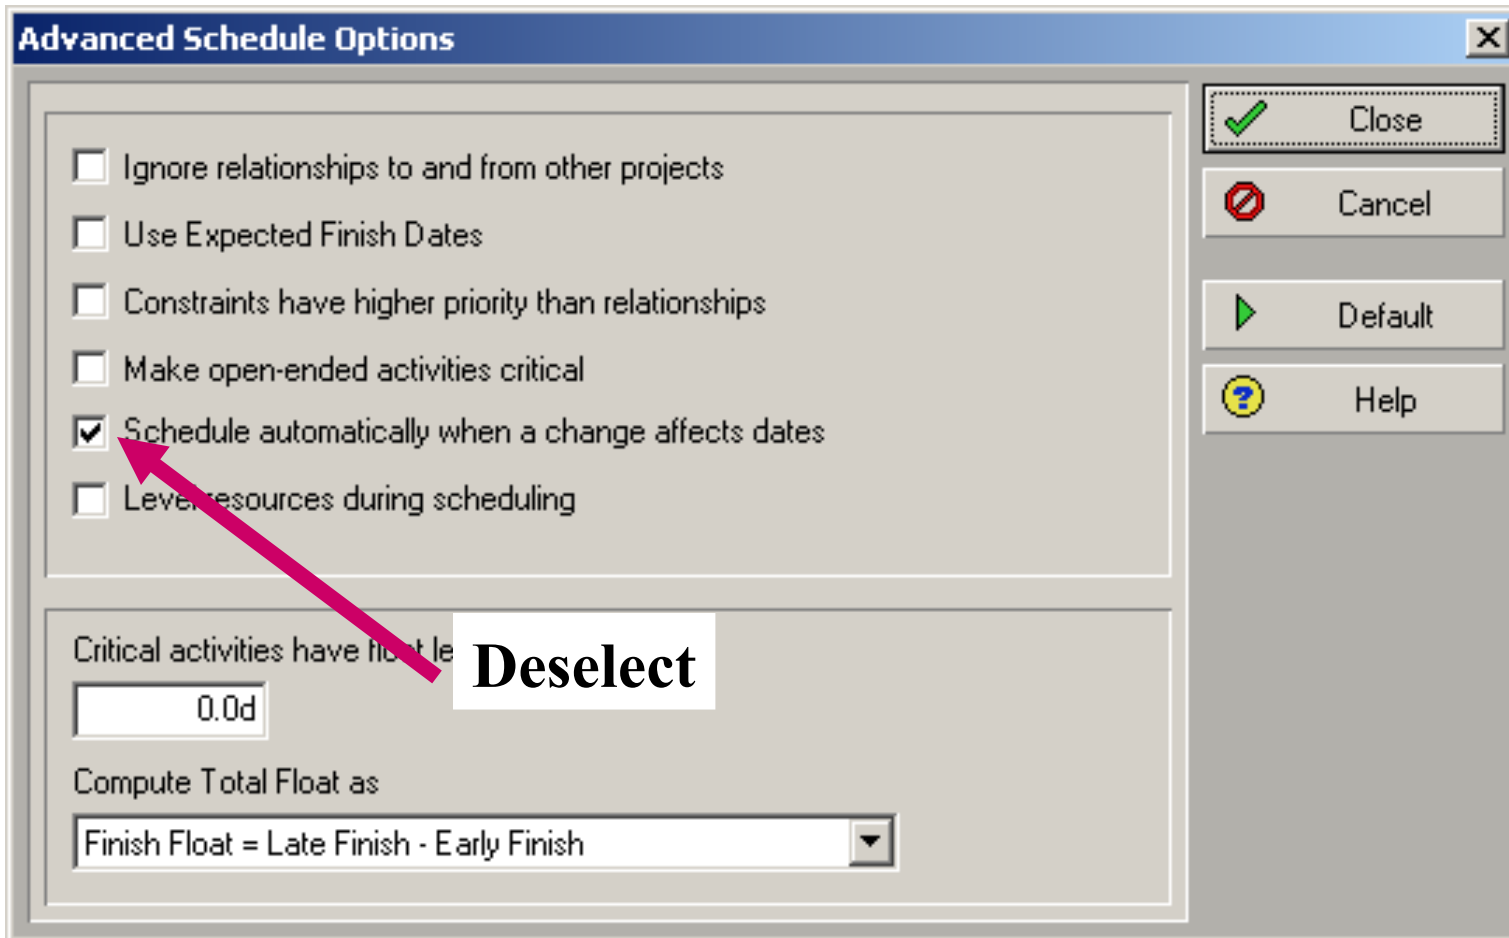 Advanced Schedule Options
Close
Ignore relationships to and from other projects
Cancel
Use Expected Finish Dates
Constraints have higher priority than relationships
Default
Make open-ended activities critical
Help
Schedule automatically when a change affects dates
Level resources during scheduling
Critical activities have float
Deselect
0.0d
Compute Total Float as
Finish Float = Late Finish - Early Finish